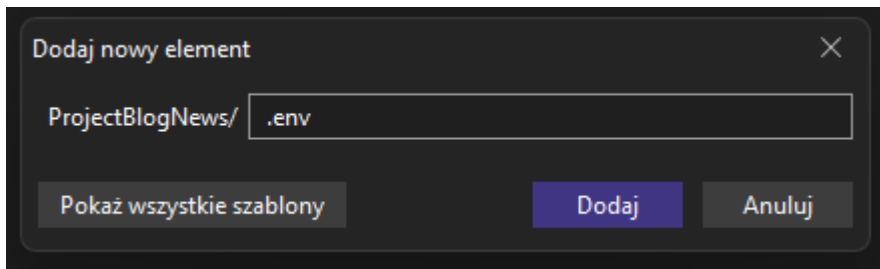 Dodaj nowy element
ProjectBlogNews/ .env
Pokaż wszystkie szablony Dodaj Anuluj